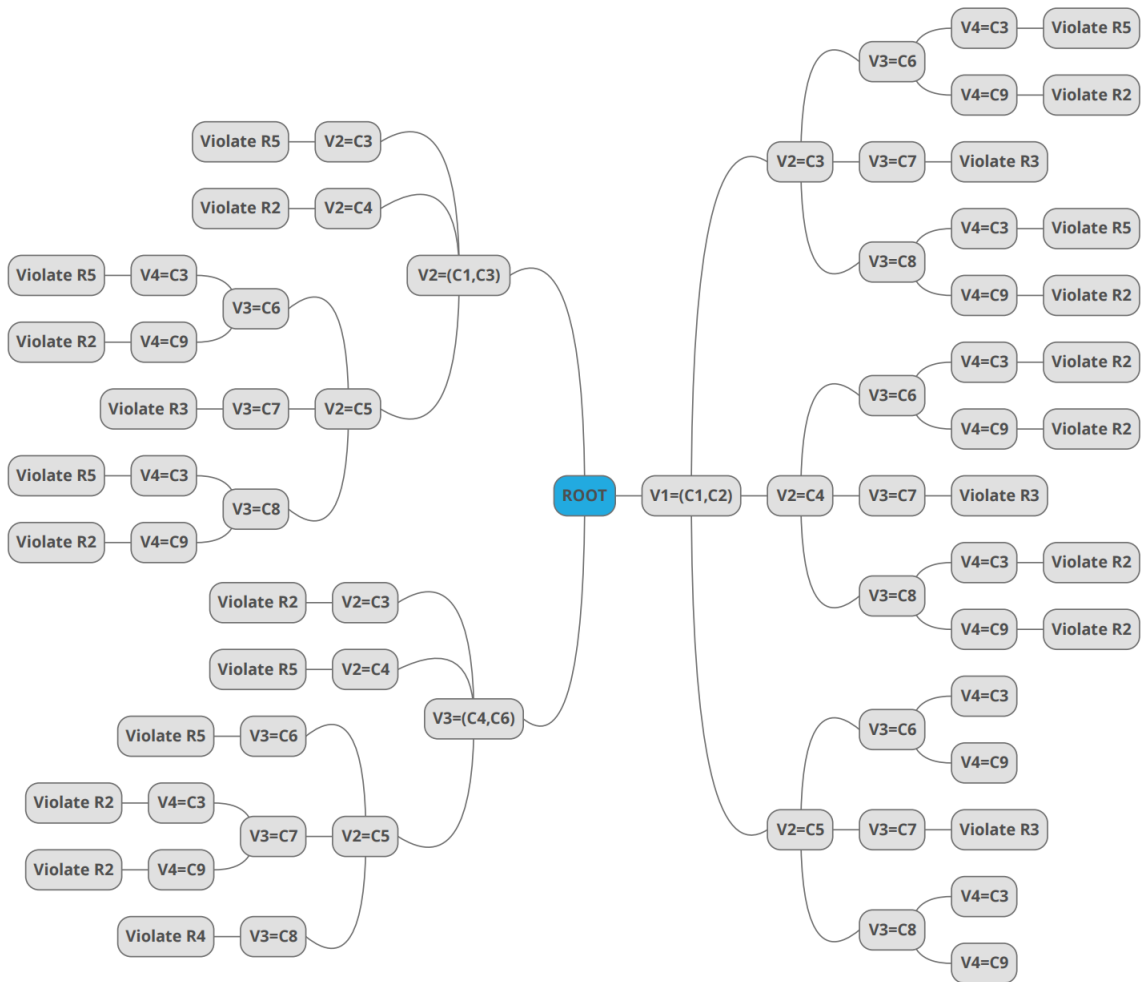 ROOT
V1=(C1,C2)
V2=C3
V3=C6
V4=C3
Violate R5
V4=C9
Violate R2
V3=C7
Violate R3
V3=C8
V4=C3
Violate R5
V4=C9
Violate R2
V2=C4
V3=C6
V4=C3
Violate R2
V4=C9
Violate R2
V3=C7
Violate R3
V3=C8
V4=C3
Violate R2
V4=C9
Violate R2
V2=C5
V3=C6
V4=C3
V4=C9
V3=C7
Violate R3
V3=C8
V4=C3
V4=C9
V2=(C1,C3)
V2=C3
Violate R5
V2=C4
Violate R2
V2=C5
V3=C6
V4=C3
Violate R5
V4=C9
Violate R2
V3=C7
Violate R3
V3=C8
V4=C3
Violate R5
V4=C9
Violate R2
V3=(C4,C6)
V2=C3
Violate R2
V2=C4
Violate R5
V2=C5
V3=C6
Violate R5
V3=C7
V4=C3
Violate R2
V4=C9
Violate R2
V3=C8
Violate R4